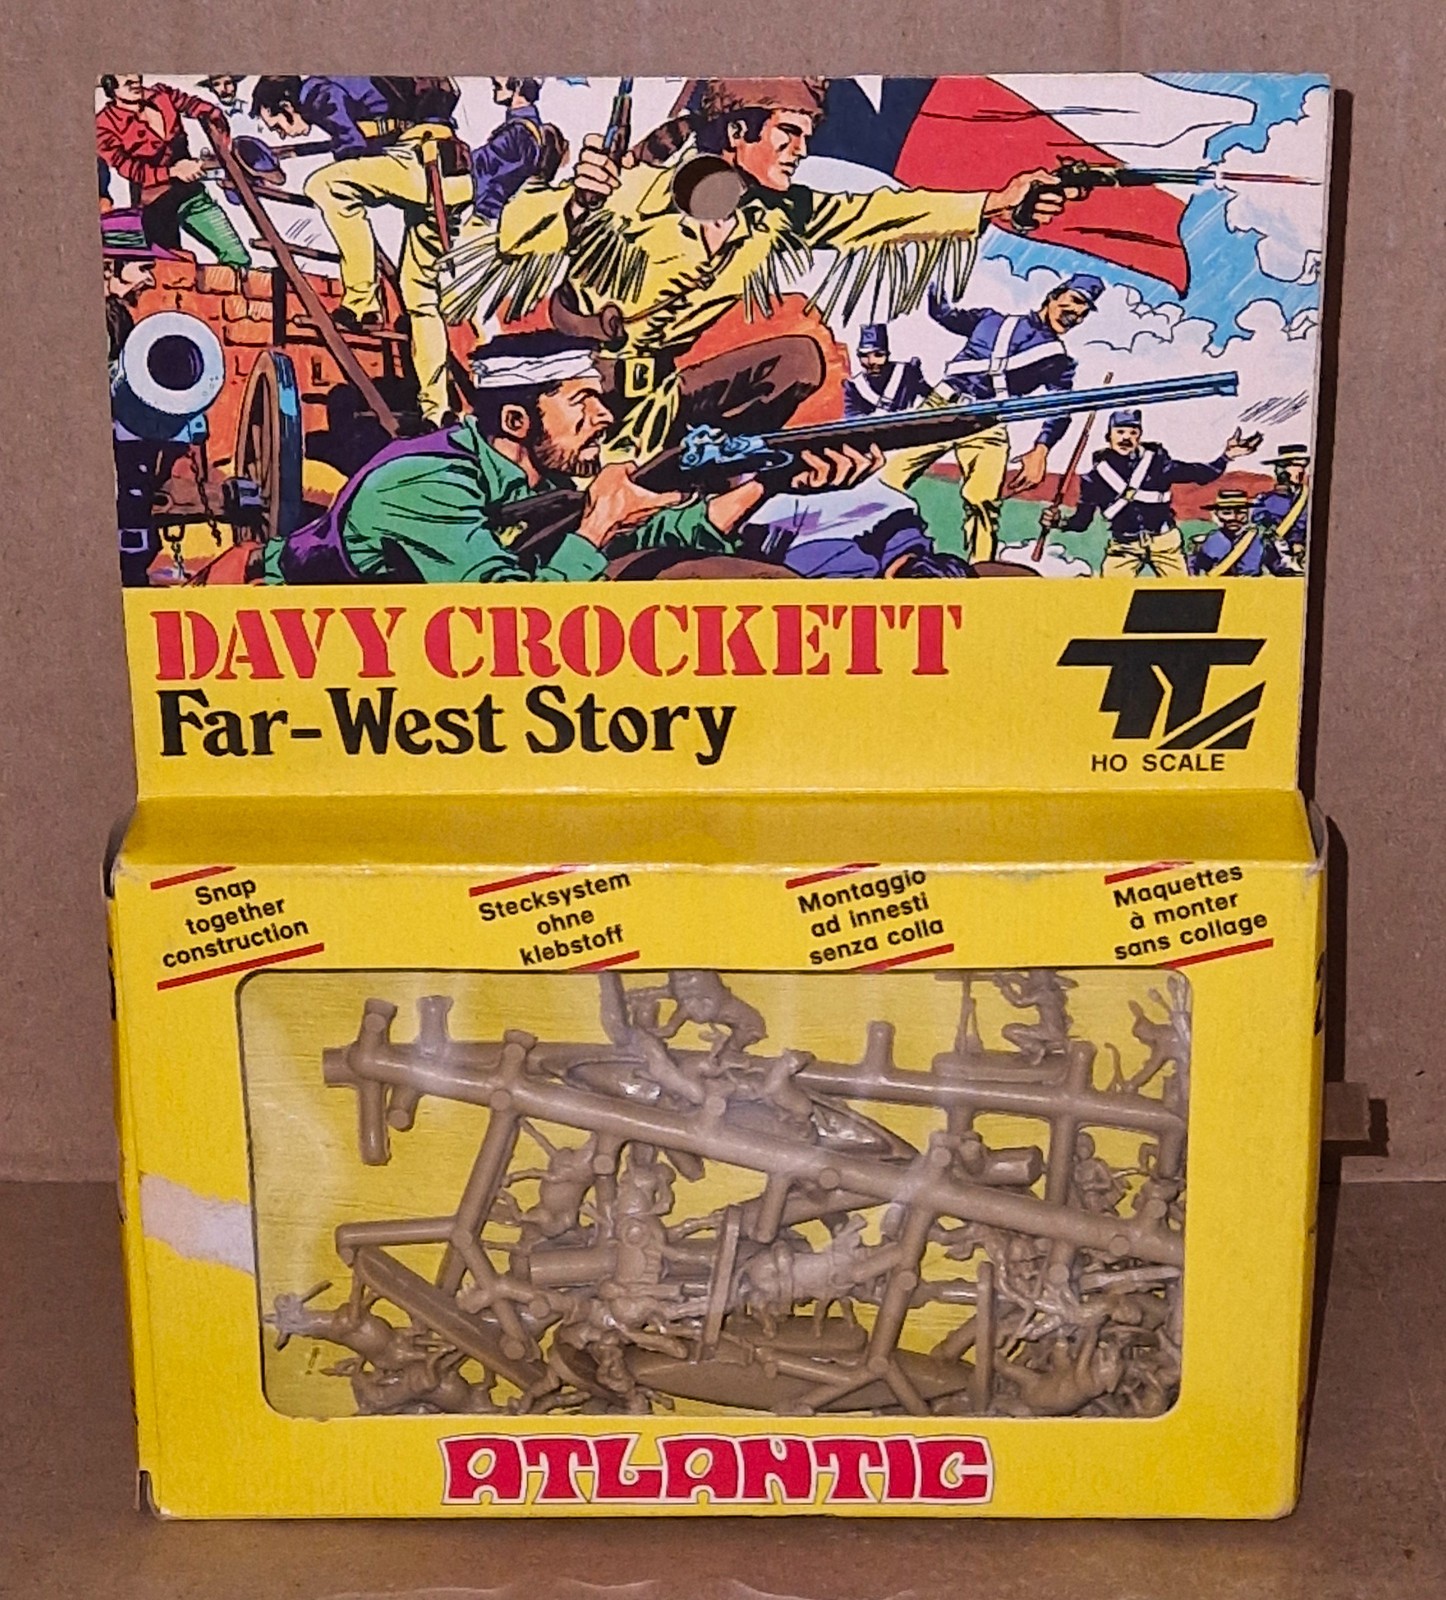 DAVY CROCKETT
Far-West Story
HO SCALE
Snap
together
construction
Stecksystem
ohne
klebstoff
Montaggio
ad innesti
senza colla
Maquettes
à monter
sans collage
ATLANTIC